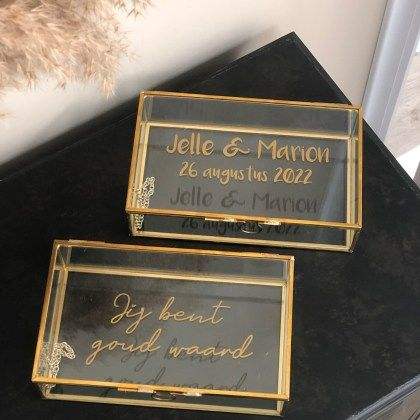 Jelle & Marion
26 augustus 2022
Jij bent
goud waard